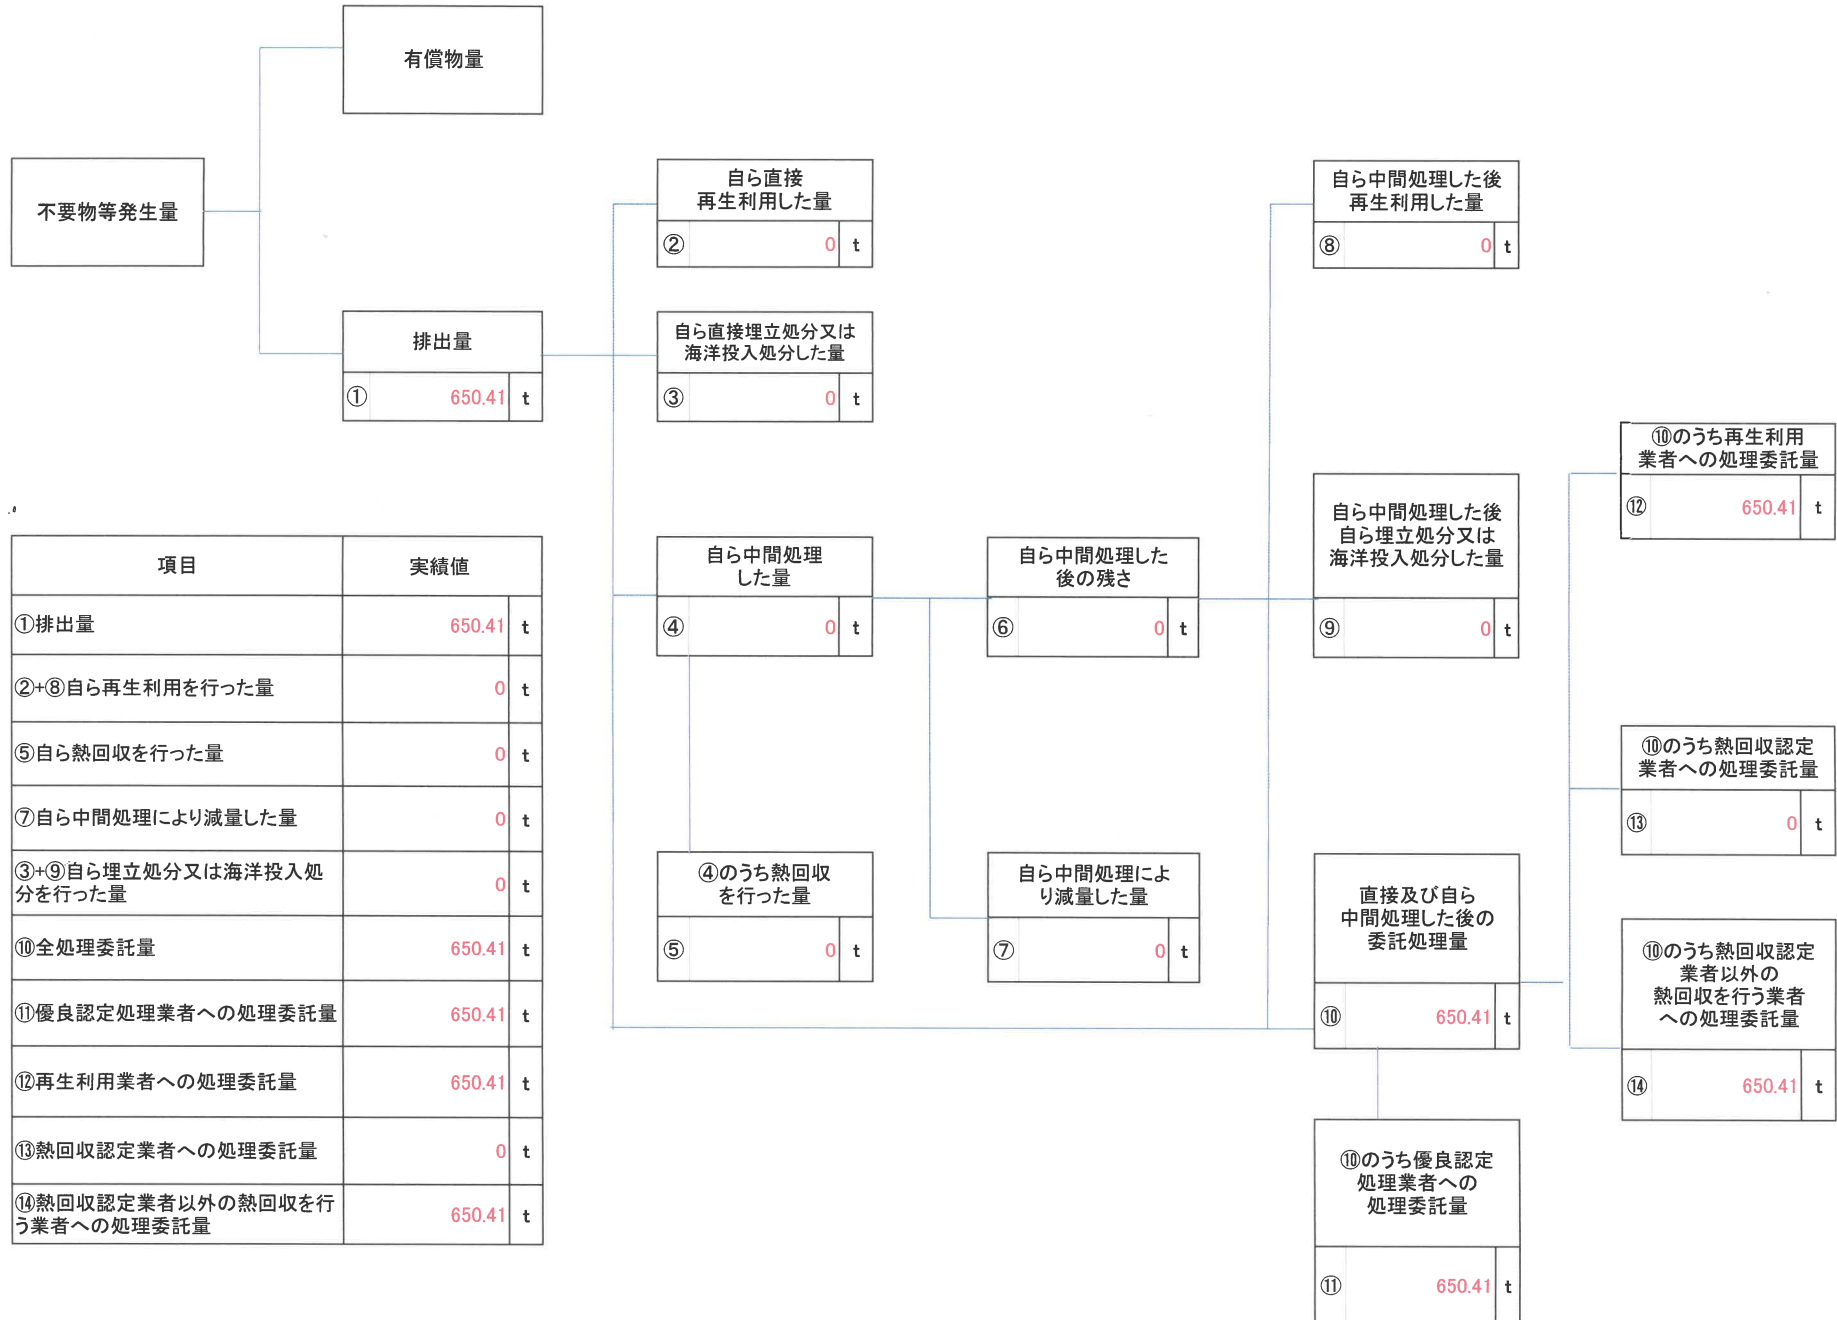 有償物量
不要物等発生量
排出量
① 650.41 t
自ら直接
再生利用した量
② 0 t
自ら直接埋立処分又は
海洋投入処分した量
③ 0 t
自ら中間処理
した量
④ 0 t
④のうち熱回収
を行った量
⑤ 0 t
自ら中間処理した
後の残さ
⑥ 0 t
自ら中間処理によ
り減量した量
⑦ 0 t
自ら中間処理した後
再生利用した量
⑧ 0 t
自ら中間処理した後
自ら埋立処分又は
海洋投入処分した量
⑨ 0 t
直接及び自ら
中間処理した後の
委託処理量
⑩ 650.41 t
⑩のうち優良認定
処理業者への
処理委託量
⑪ 650.41 t
⑩のうち再生利用
業者への処理委託量
⑫ 650.41 t
⑩のうち熱回収認定
業者への処理委託量
⑬ 0 t
⑩のうち熱回収認定
業者以外の
熱回収を行う業者
への処理委託量
⑭ 650.41 t
項目 実績値
①排出量 650.41 t
②+⑧自ら再生利用を行った量 0 t
⑤自ら熱回収を行った量 0 t
⑦自ら中間処理により減量した量 0 t
③+⑨自ら埋立処分又は海洋投入処
分を行った量 0 t
⑩全処理委託量 650.41 t
⑪優良認定処理業者への処理委託量 650.41 t
⑫再生利用業者への処理委託量 650.41 t
⑬熱回収認定業者への処理委託量 0 t
⑭熱回収認定業者以外の熱回収を行
う業者への処理委託量 650.41 t